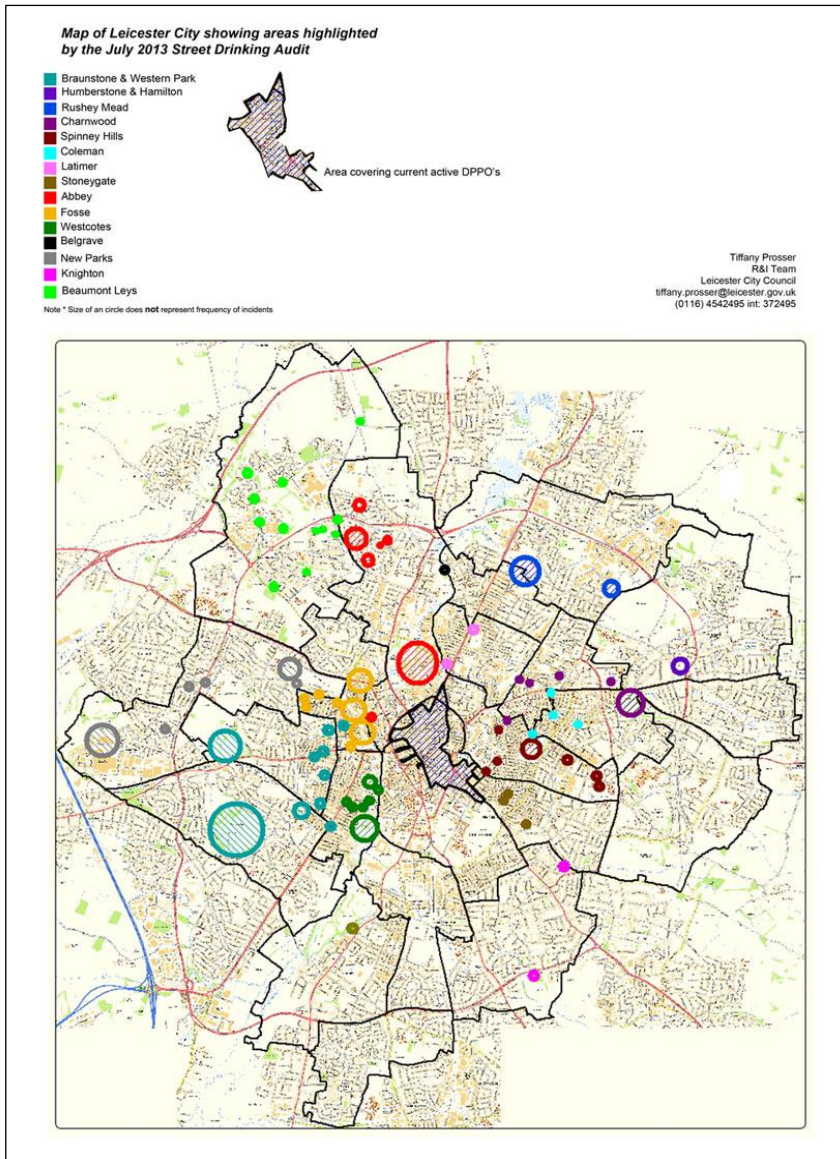 Map of Leicester City showing areas highlighted
by the July 2013 Street Drinking Audit
Braunstone & Western Park
Humberstone & Hamilton
Rushey Mead
Charnwood
Spinney Hills
Coleman
Latimer
Stoneygate
Abbey
Fosse
Westcotes
Belgrave
New Parks
Knighton
Beaumont Leys
Area covering current active DPPO's
Tiffany Prosser
R&I Team
Leicester City Council
tiffany.prosser@leicester.gov.uk
(0116) 4542495 int: 372495
Note * Size of an circle does not represent frequency of incidents